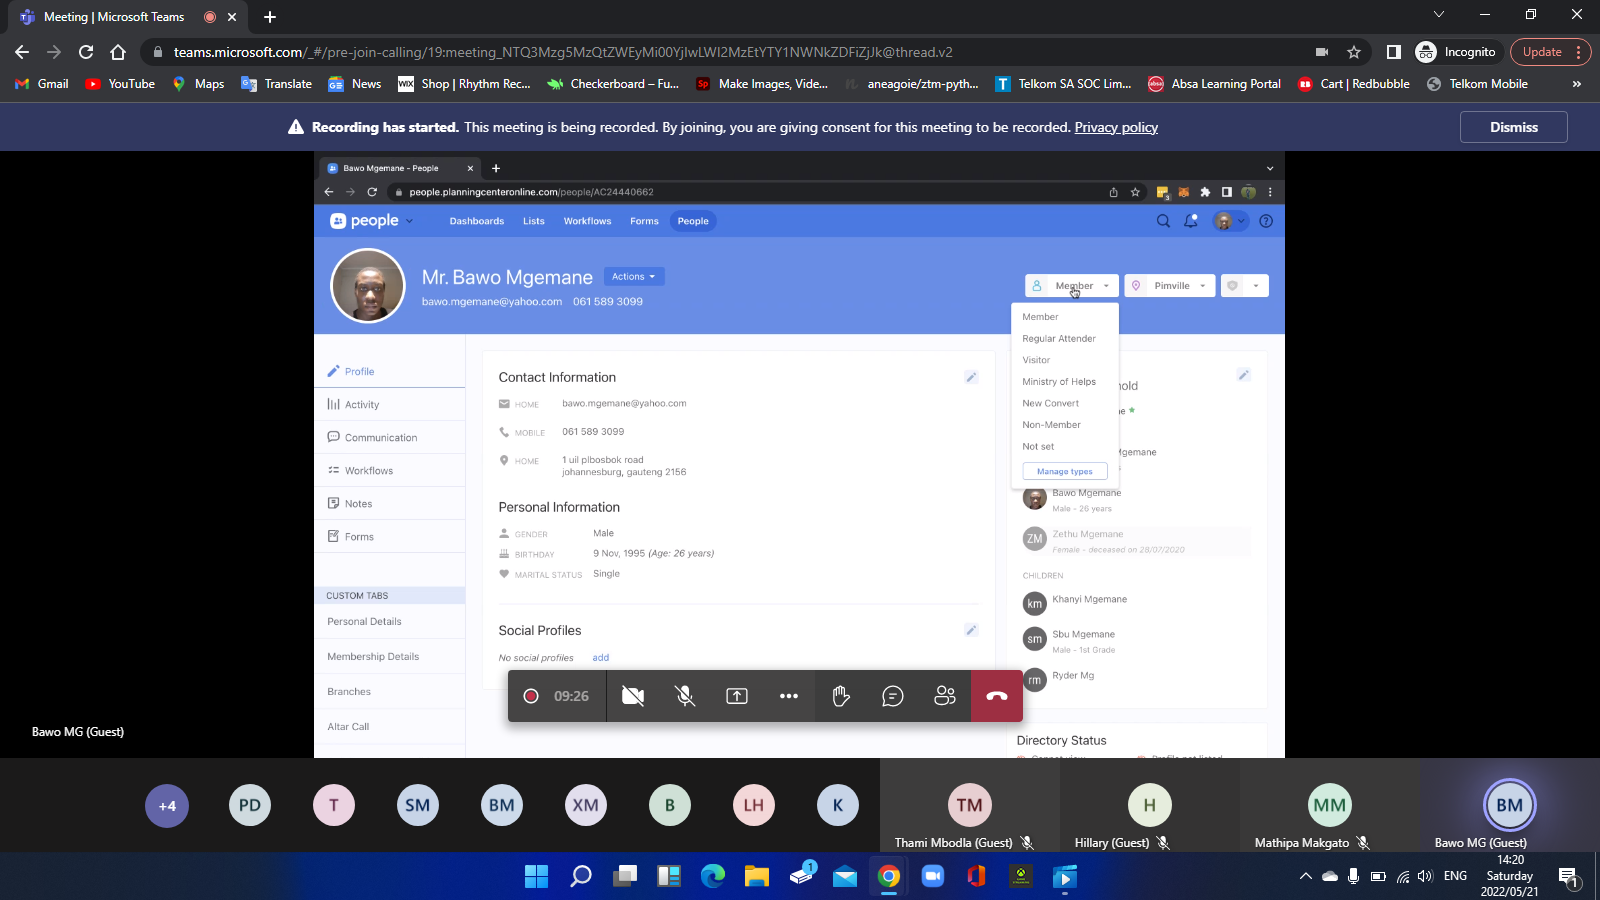 Meeting | Microsoft Teams
teams.microsoft.com/_#/pre-join-calling/19:meeting_NTQ3Mzg5MzQtZWEyMi00YjIwLWI2MzEtYTY1NWNkZDFiZjJk@thread.v2
Incognito
Update
Gmail YouTube Maps Translate News Shop | Rhythm Rec... Checkerboard – Fu... Make Images, Vide... aneagoie/ztm-pyth... Telkom SA SOC Lim... Absa Learning Portal Cart | Redbubble Telkom Mobile »
Recording has started. This meeting is being recorded. By joining, you are giving consent for this meeting to be recorded. Privacy policy
Dismiss
Bawo Mgemane - People
people.planningcenteronline.com/people/AC24440662
people Dashboards Lists Workflows Forms People
Mr. Bawo Mgemane Actions
bawo.mgemane@yahoo.com 061 589 3099
Member Pimville
Member
Regular Attender
Visitor
Ministry of Helps
New Convert
Non-Member
Not set
Manage types
Profile
Activity
Communication
Workflows
Notes
Forms
CUSTOM TABS
Personal Details
Membership Details
Branches
Altar Call
Contact Information
HOME bawo.mgemane@yahoo.com
MOBILE 061 589 3099
HOME 1 uil plbosbok road
johannesburg, gauteng 2156
Personal Information
GENDER Male
BIRTHDAY 9 Nov, 1995 (Age: 26 years)
MARITAL STATUS Single
Social Profiles
No social profiles add
Bawo Mgemane
Male - 26 years
ZM Zethu Mgemane
Female - deceased on 28/07/2020
CHILDREN
km Khanyi Mgemane
sm Sbu Mgemane
Male - 1st Grade
rm Ryder Mg
Directory Status
09:26
Bawo MG (Guest)
+4 PD T SM BM XM B LH K TM H MM BM
Thami Mbodla (Guest) Hillary (Guest) Mathipa Makgato Bawo MG (Guest)
1
ENG
14:20
Saturday
2022/05/21
1